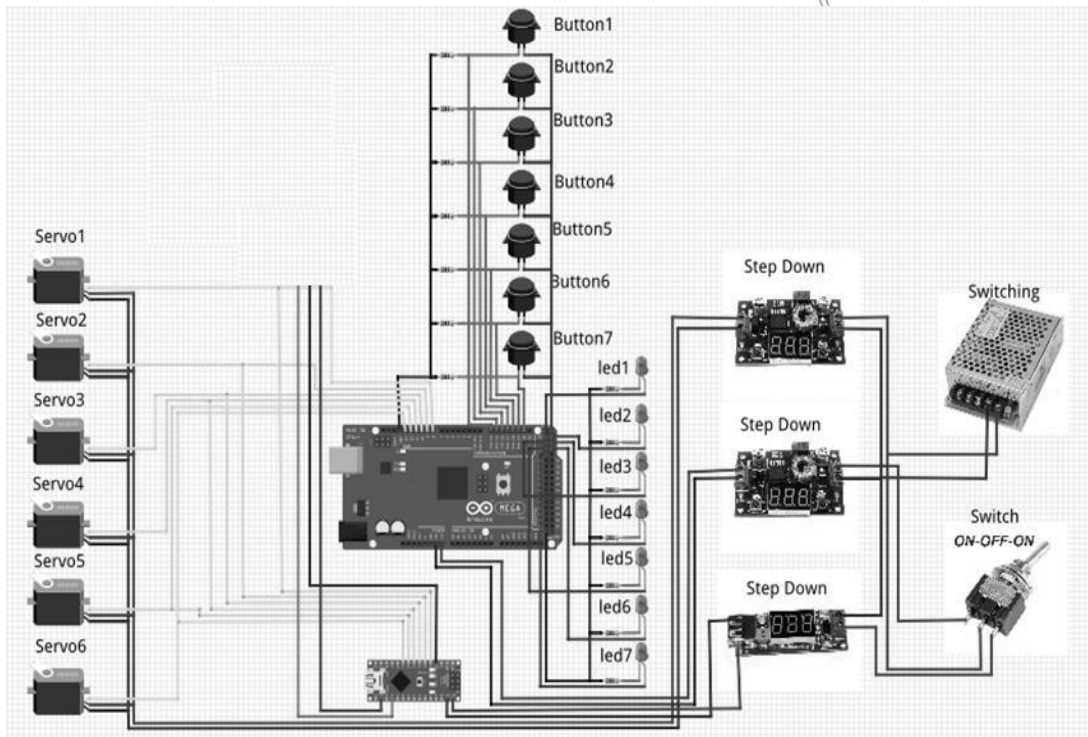 Button1
Button2
Button3
Button4
Button5
Button6
Button7
Servo1
Servo2
Servo3
Servo4
Servo5
Servo6
led1
led2
led3
led4
led5
led6
led7
MEGA
Step Down
Step Down
Step Down
Switching
Switch
ON-OFF-ON